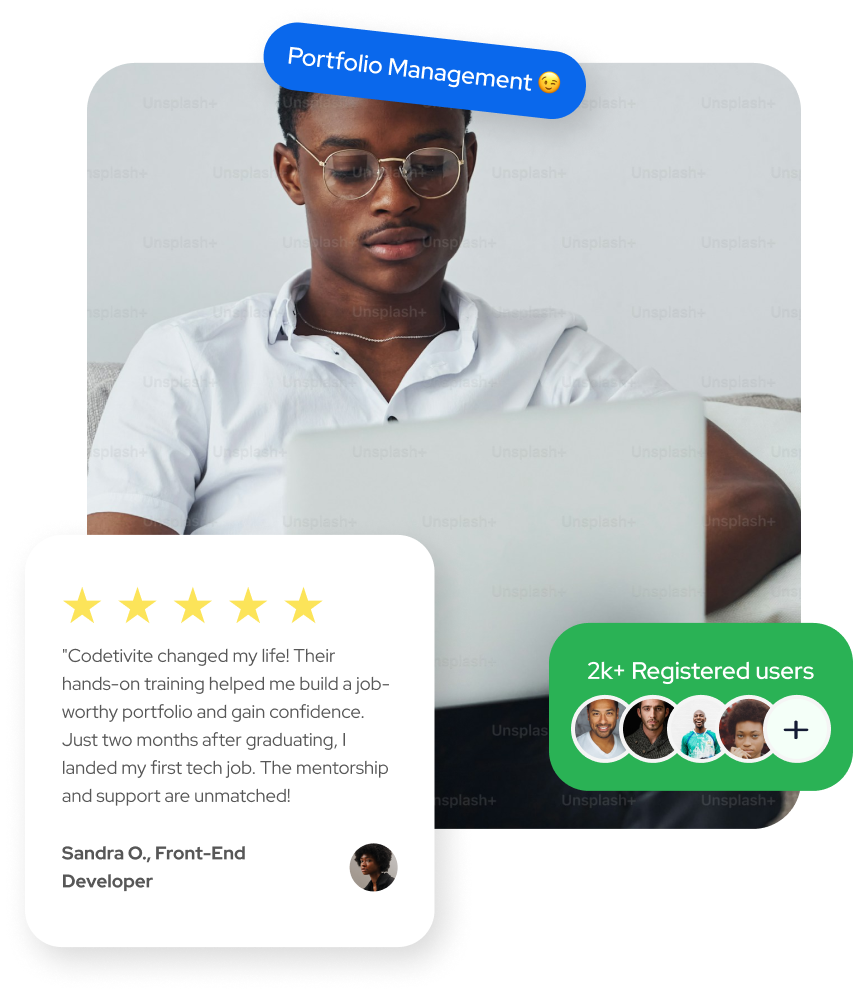 Portfolio Management 😉
Unsplash+
"Codetivite changed my life! Their
hands-on training helped me build a job-
worthy portfolio and gain confidence.
Just two months after graduating, I
landed my first tech job. The mentorship
and support are unmatched!
Sandra O., Front-End
Developer
2k+ Registered users